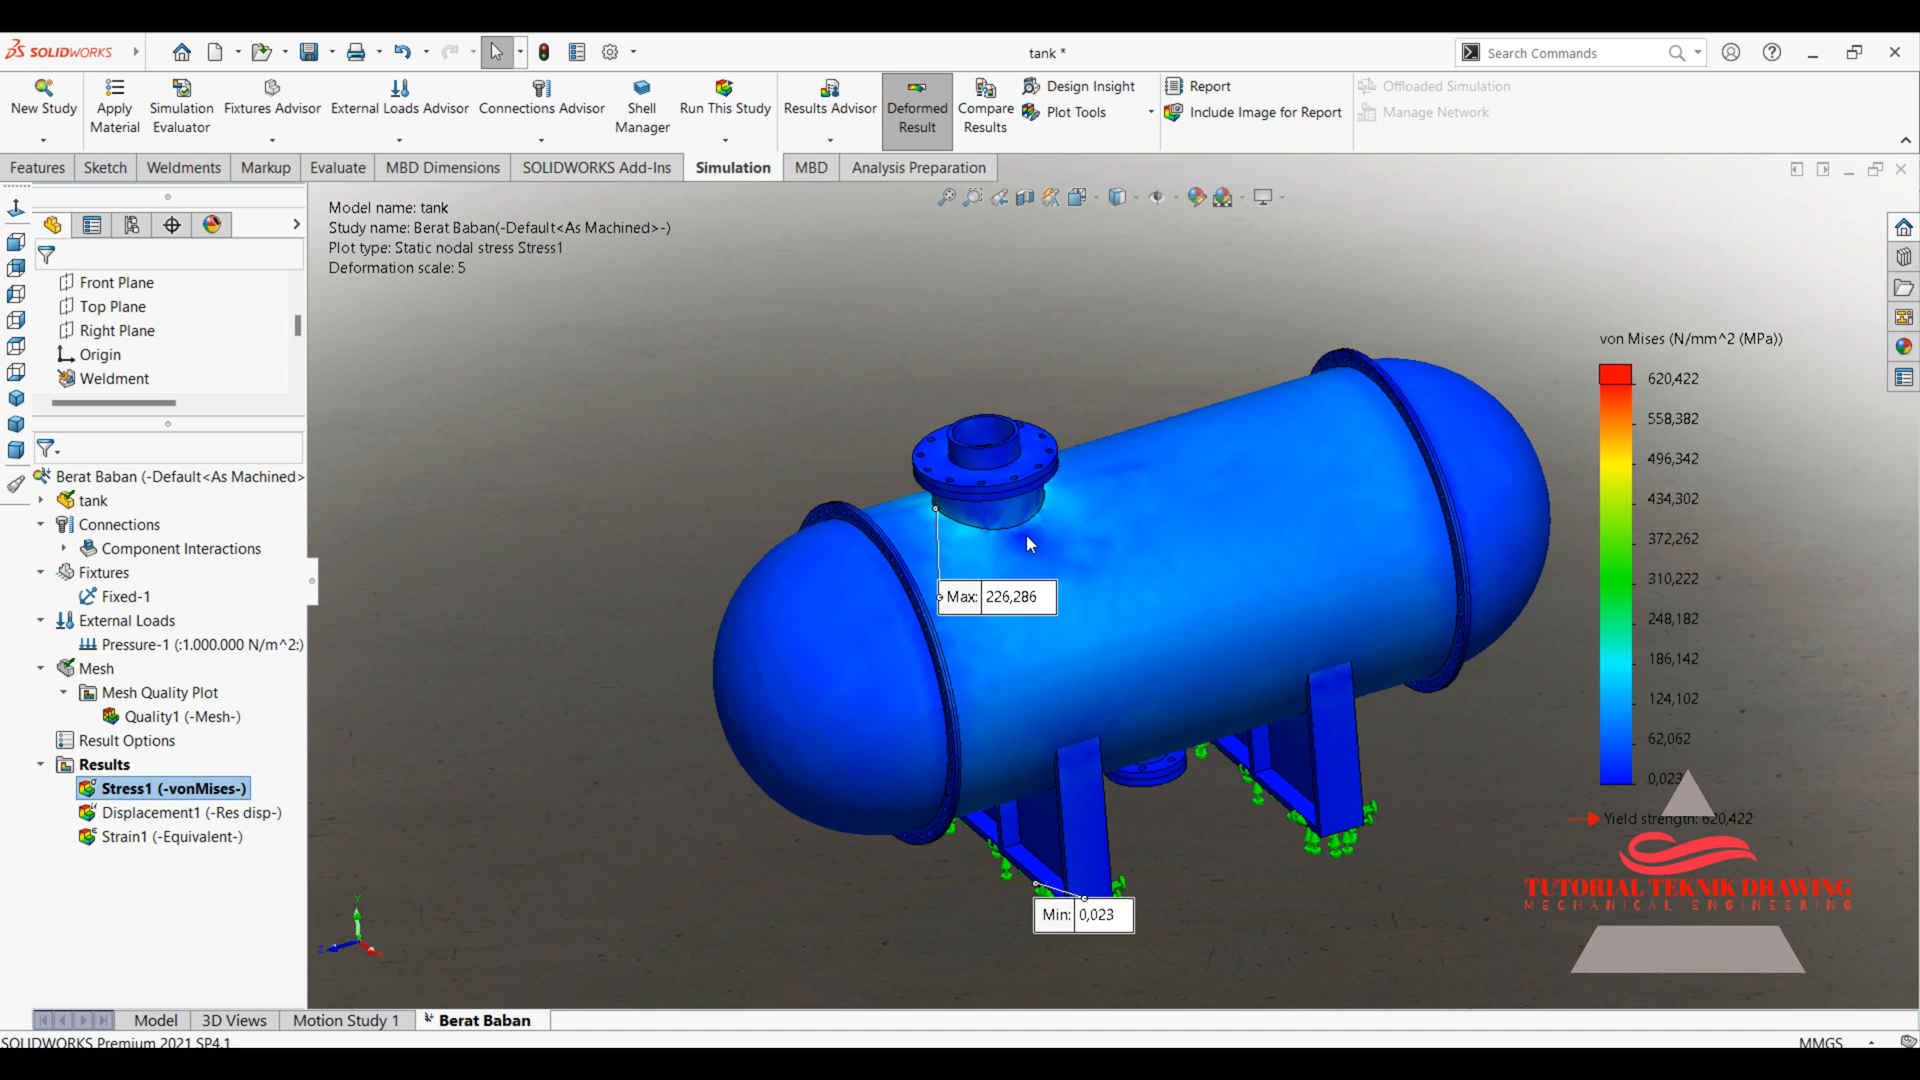 SOLIDWORKS
tank *
Search Commands
New Study
Apply Material
Simulation Evaluator
Fixtures Advisor
External Loads Advisor
Connections Advisor
Shell Manager
Run This Study
Results Advisor
Deformed Result
Compare Results
Design Insight
Plot Tools
Report
Include Image for Report
Offloaded Simulation
Manage Network
Features
Sketch
Weldments
Markup
Evaluate
MBD Dimensions
SOLIDWORKS Add-Ins
Simulation
MBD
Analysis Preparation
Front Plane
Top Plane
Right Plane
Origin
Weldment
Berat Baban (-Default<As Machined>
tank
Connections
Component Interactions
Fixtures
Fixed-1
External Loads
Pressure-1 (:1.000.000 N/m^2:)
Mesh
Mesh Quality Plot
Quality1 (-Mesh-)
Result Options
Results
Stress1 (-vonMises-)
Displacement1 (-Res disp-)
Strain1 (-Equivalent-)
Model name: tank
Study name: Berat Baban(-Default<As Machined>-)
Plot type: Static nodal stress Stress1
Deformation scale: 5
Max: 226,286
Min: 0,023
von Mises (N/mm^2 (MPa))
620,422
558,382
496,342
434,302
372,262
310,222
248,182
186,142
124,102
62,062
0,023
Yield strength: 620,422
TUTORIAL TEKNIK DRAWING
MECHANICAL ENGINEERING
Y
Z
Model
3D Views
Motion Study 1
Berat Baban
SOLIDWORKS Premium 2021 SP4.1
MMGS